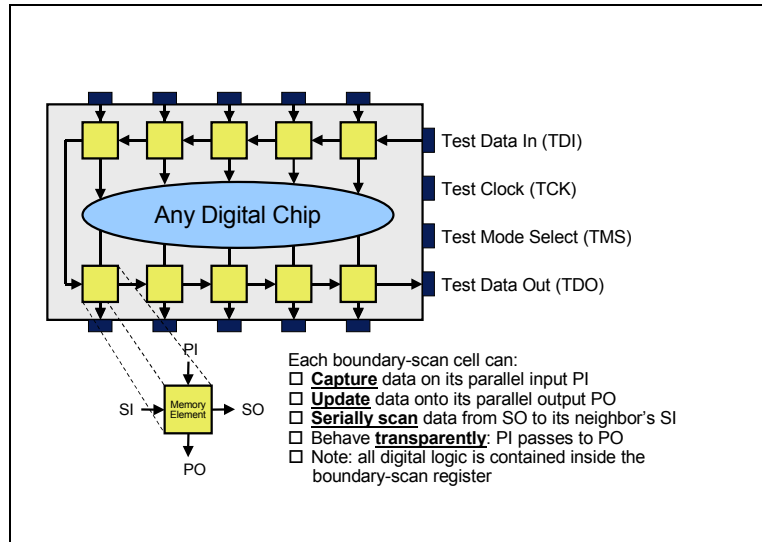 Test Data In (TDI)
Test Clock (TCK)
Any Digital Chip
Test Mode Select (TMS)
Test Data Out (TDO)
PI
SI
Memory
Element
SO
PO
Each boundary-scan cell can:
□ Capture data on its parallel input PI
□ Update data onto its parallel output PO
□ Serially scan data from SO to its neighbor's SI
□ Behave transparently: PI passes to PO
□ Note: all digital logic is contained inside the
boundary-scan register